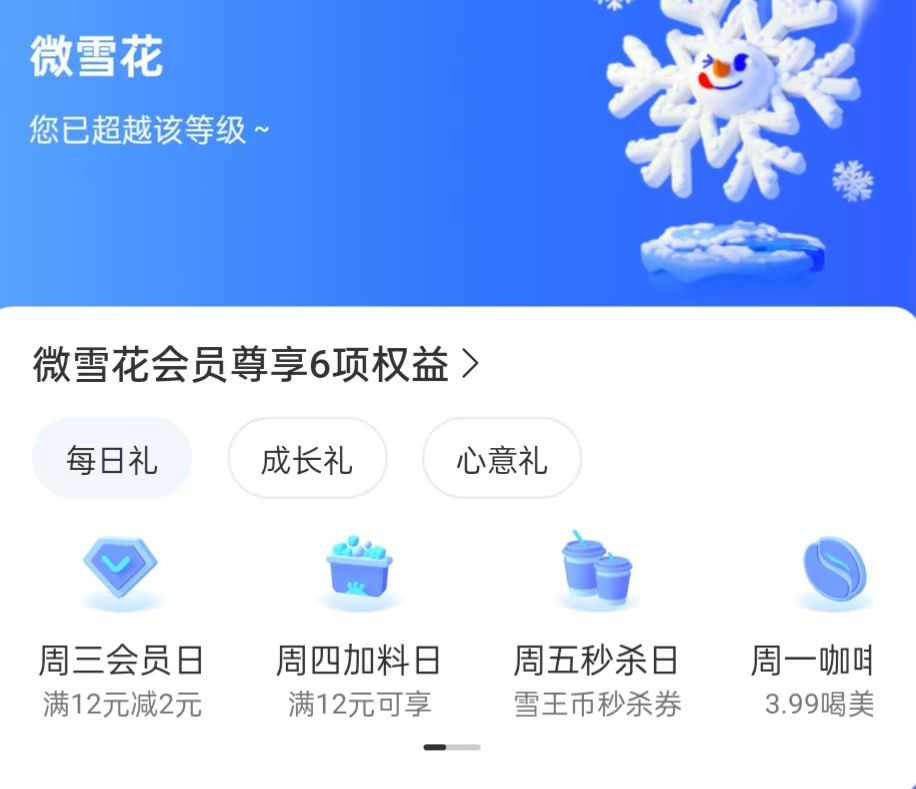 微雪花
您已超越该等级~
微雪花会员尊享6项权益
每日礼 成长礼 心意礼
周三会员日 周四加料日 周五秒杀日 周一咖
满12元减2元 满12元可享 雪王币秒杀券 3.99喝美